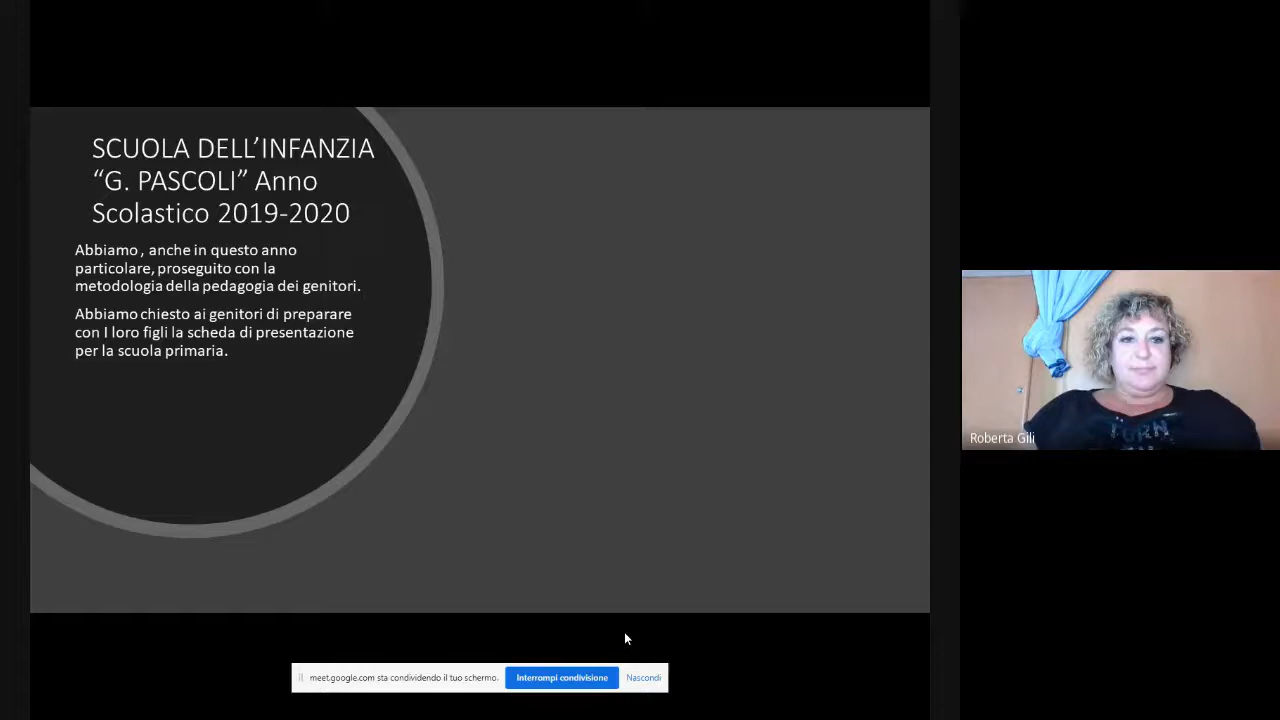 SCUOLA DELL’INFANZIA
“G. PASCOLI” Anno
Scolastico 2019-2020
Abbiamo , anche in questo anno
particolare, proseguito con la
metodologia della pedagogia dei genitori.
Abbiamo chiesto ai genitori di preparare
con I loro figli la scheda di presentazione
per la scuola primaria.
Roberta Gili
TURN
meet.google.com sta condividendo il tuo schermo.
Interrompi condivisione
Nascondi